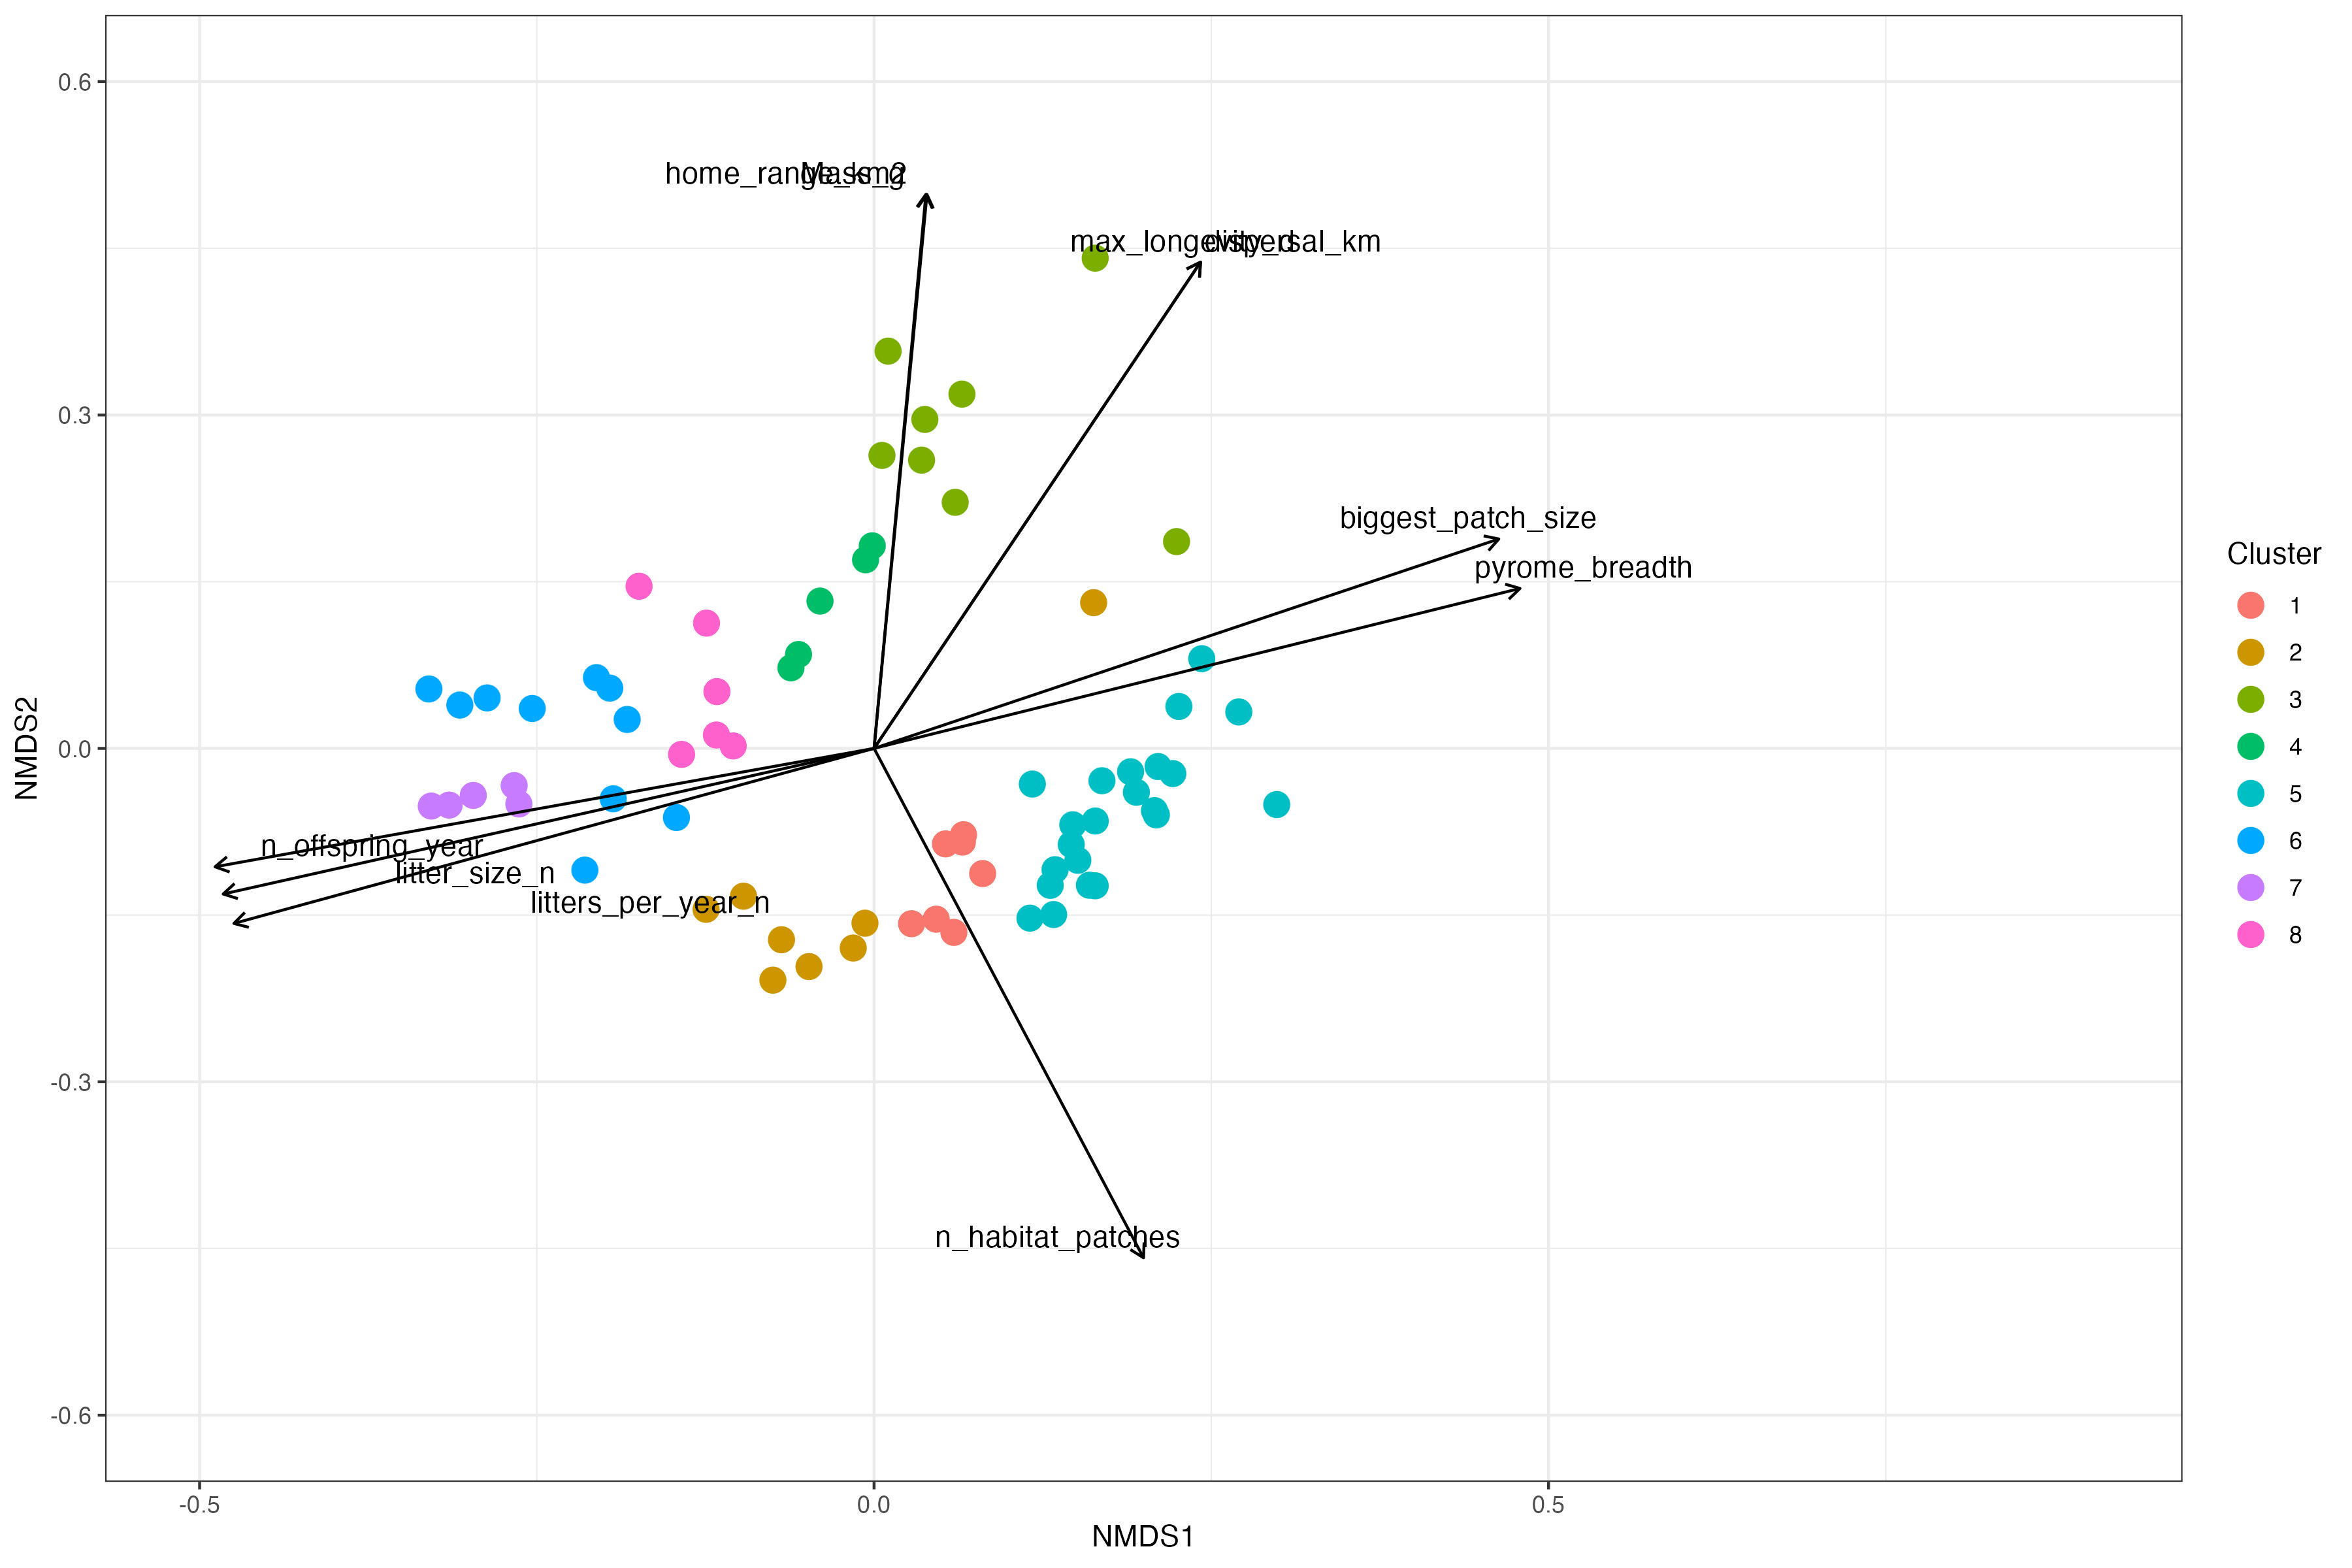 0.6
home_range_km2
Mass_g
max_longevity_d
dispersal_km
0.3
biggest_patch_size
pyrome_breadth
Cluster
1
2
3
4
5
6
7
8
NMDS2
0.0
n_offspring_year
litter_size_n
litters_per_year_n
-0.3
n_habitat_patches
-0.6
-0.5
0.0
0.5
NMDS1